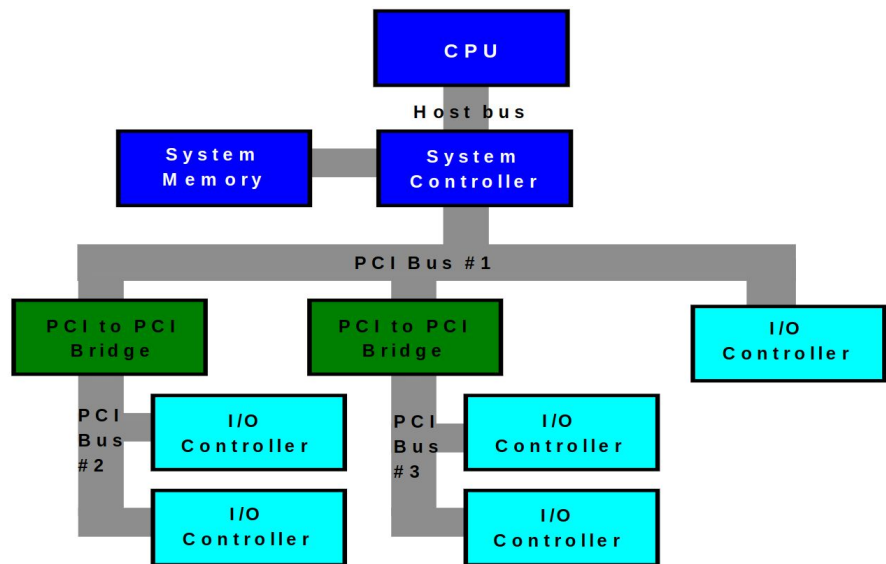 CPU
Host bus
System
Memory
System
Controller
PCI Bus #1
PCI to PCI
Bridge
PCI to PCI
Bridge
I/O
Controller
PCI
Bus
#2
I/O
Controller
I/O
Controller
PCI
Bus
#3
I/O
Controller
I/O
Controller